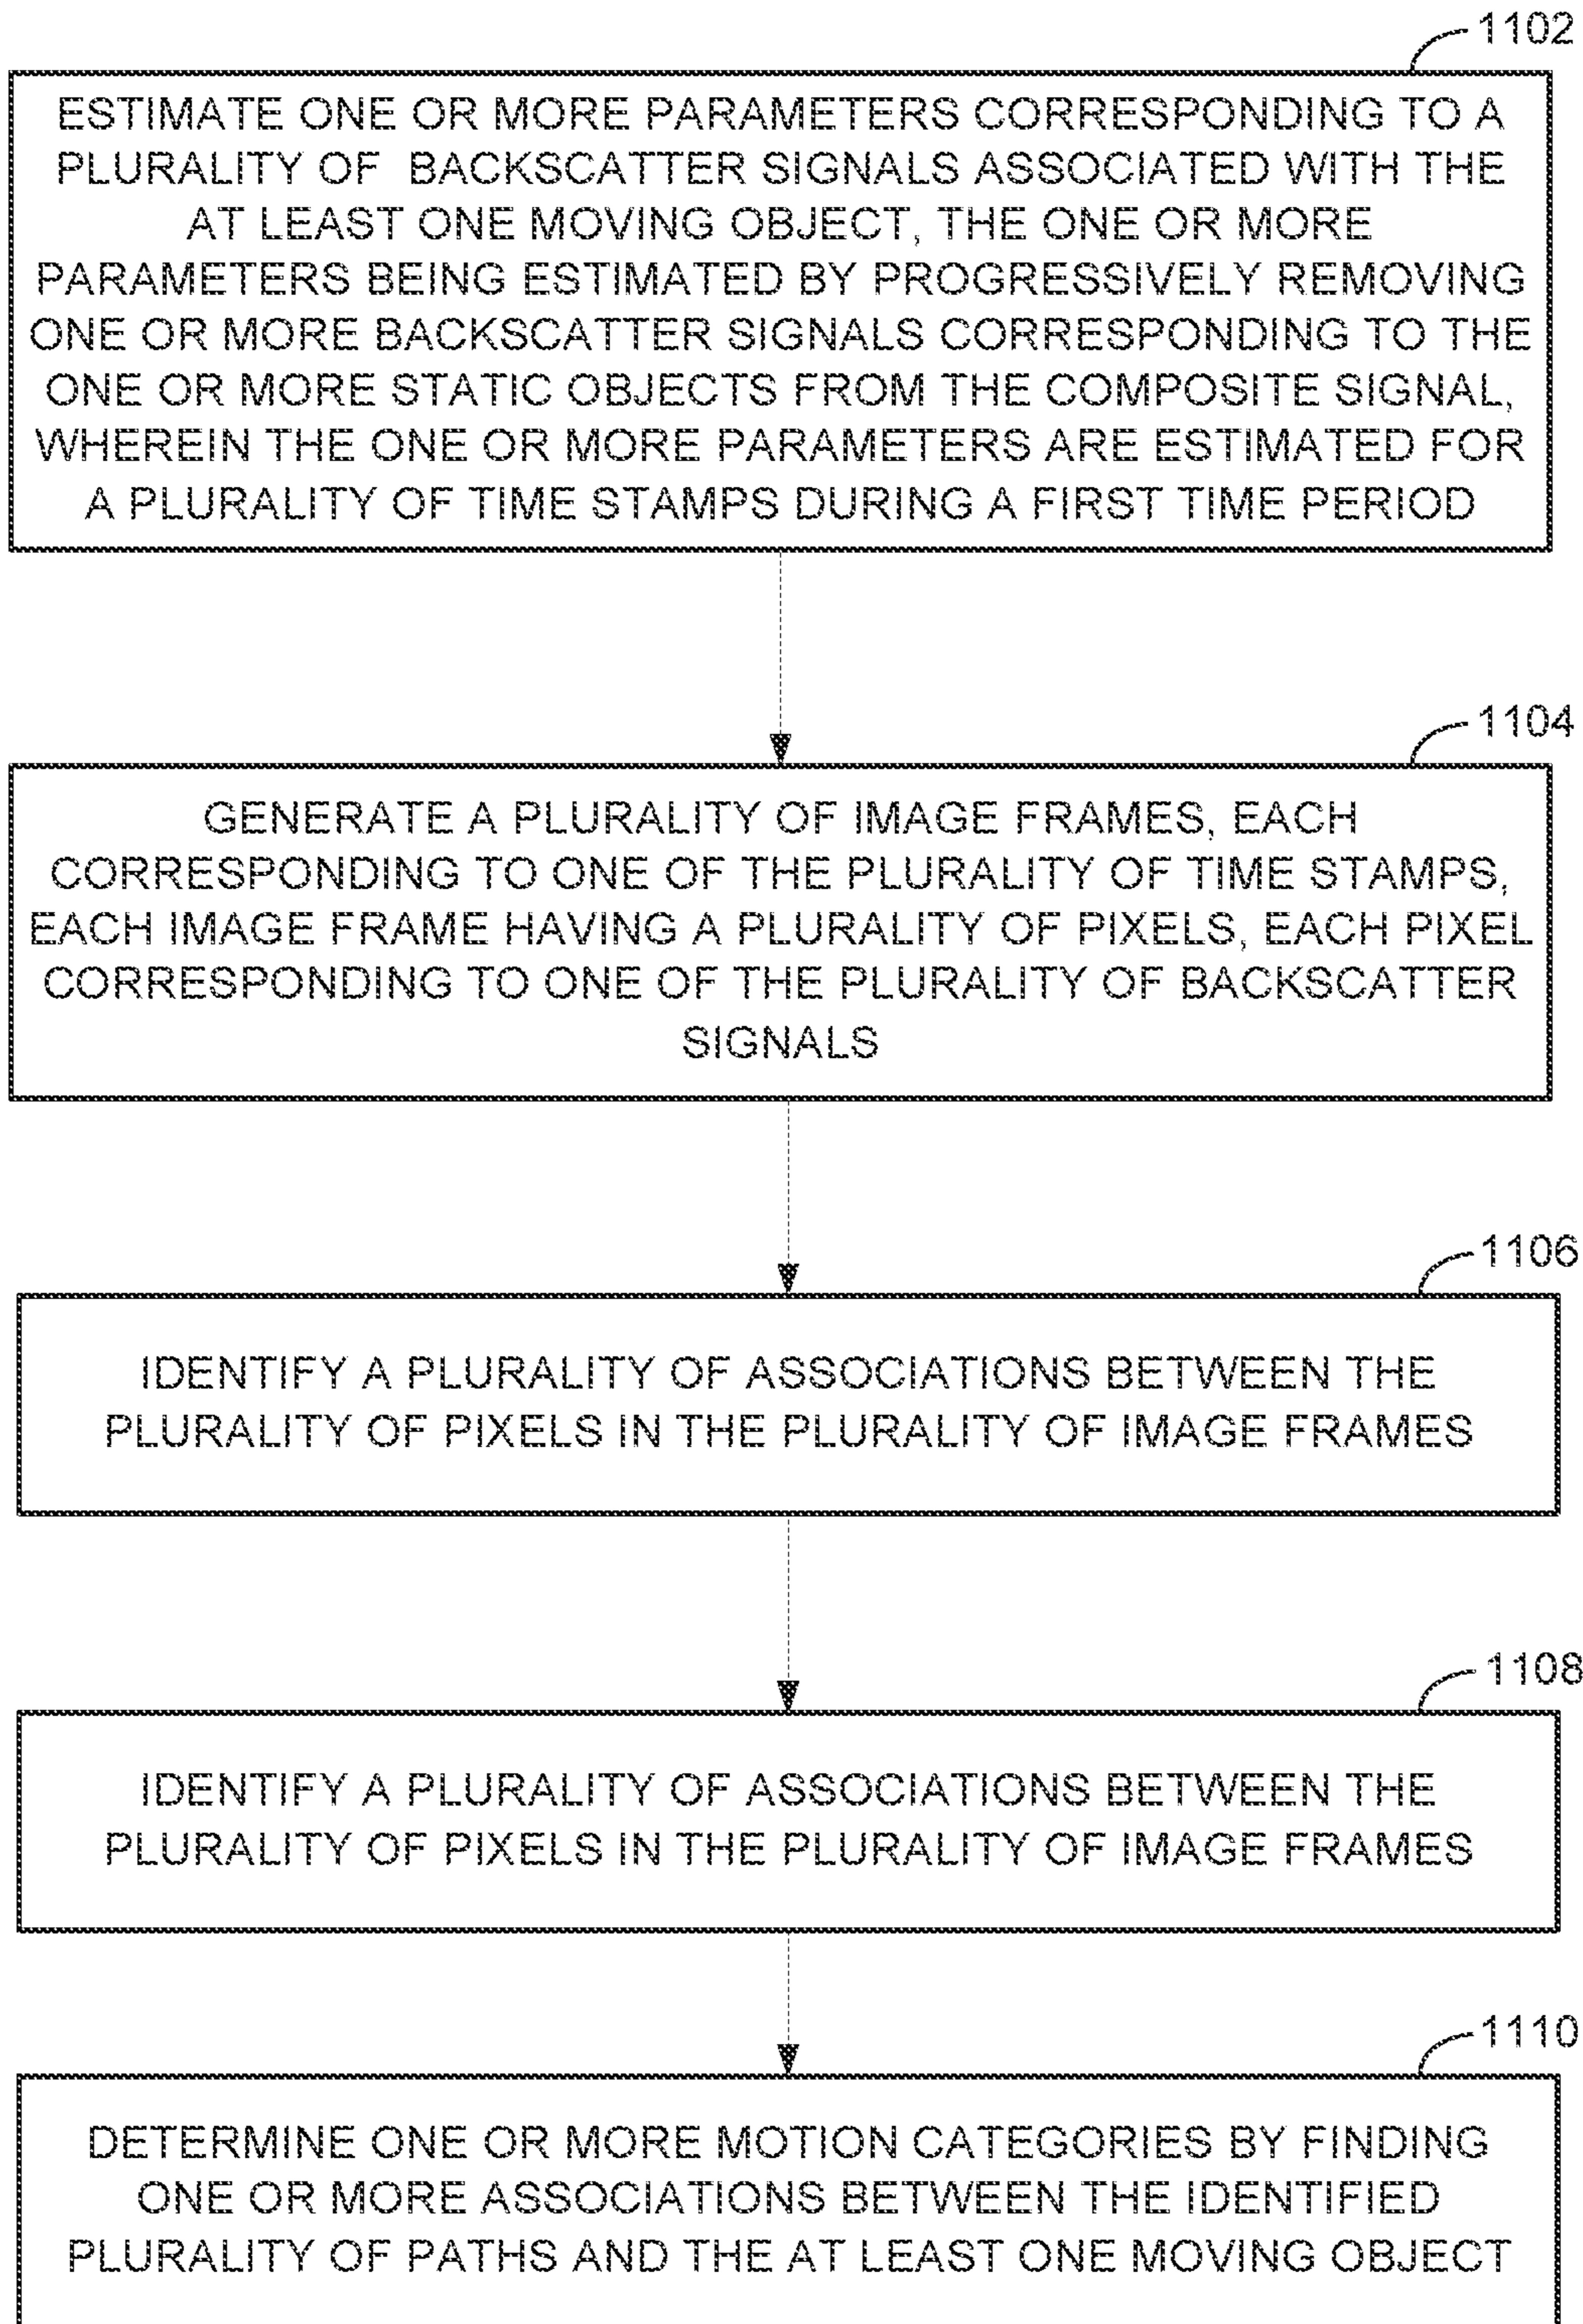 1102
ESTIMATE ONE OR MORE PARAMETERS CORRESPONDING TO A
PLURALITY OF BACKSCATTER SIGNALS ASSOCIATED WITH THE
AT LEAST ONE MOVING OBJECT, THE ONE OR MORE
PARAMETERS BEING ESTIMATED BY PROGRESSIVELY REMOVING
ONE OR MORE BACKSCATTER SIGNALS CORRESPONDING TO THE
ONE OR MORE STATIC OBJECTS FROM THE COMPOSITE SIGNAL,
WHEREIN THE ONE OR MORE PARAMETERS ARE ESTIMATED FOR
A PLURALITY OF TIME STAMPS DURING A FIRST TIME PERIOD
1104
GENERATE A PLURALITY OF IMAGE FRAMES, EACH
CORRESPONDING TO ONE OF THE PLURALITY OF TIME STAMPS,
EACH IMAGE FRAME HAVING A PLURALITY OF PIXELS, EACH PIXEL
CORRESPONDING TO ONE OF THE PLURALITY OF BACKSCATTER
SIGNALS
1106
IDENTIFY A PLURALITY OF ASSOCIATIONS BETWEEN THE
PLURALITY OF PIXELS IN THE PLURALITY OF IMAGE FRAMES
1108
IDENTIFY A PLURALITY OF ASSOCIATIONS BETWEEN THE
PLURALITY OF PIXELS IN THE PLURALITY OF IMAGE FRAMES
1110
DETERMINE ONE OR MORE MOTION CATEGORIES BY FINDING
ONE OR MORE ASSOCIATIONS BETWEEN THE IDENTIFIED
PLURALITY OF PATHS AND THE AT LEAST ONE MOVING OBJECT